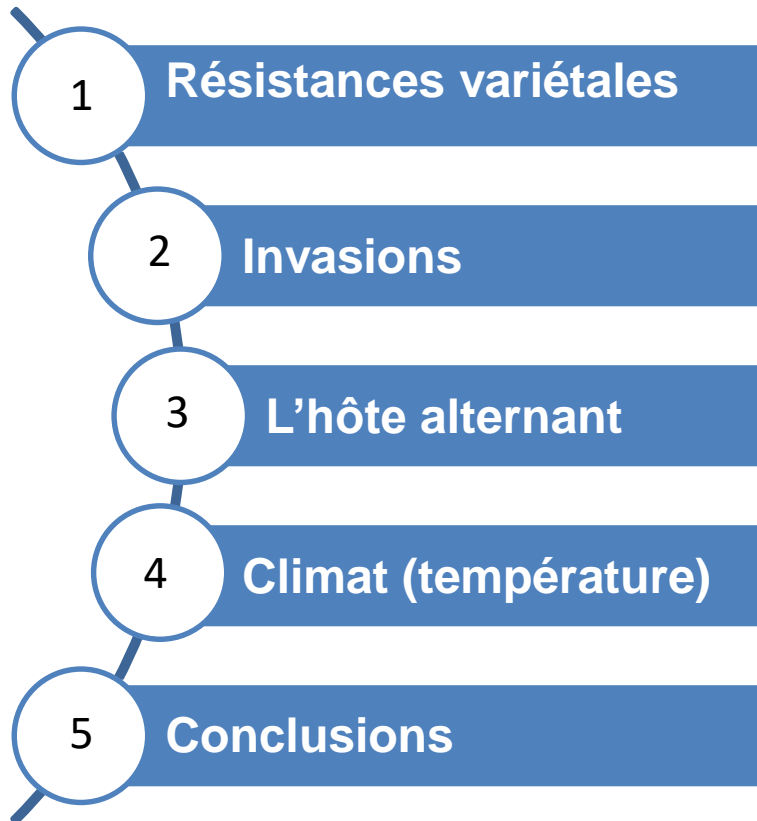 1 Résistances variétales
2 Invasions
3 L’hôte alternant
4 Climat (température)
5 Conclusions